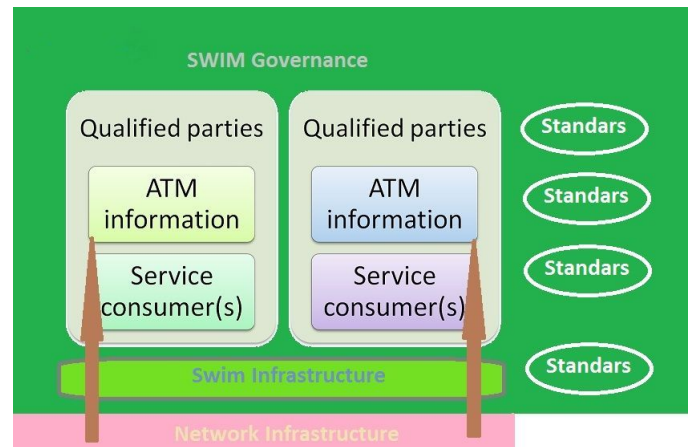 SWIM Governance
Qualified parties
ATM
information
Service
consumer(s)
Qualified parties
ATM
information
Service
consumer(s)
Standars
Standars
Standars
Standars
Swim Infrastructure
Network Infrastructure